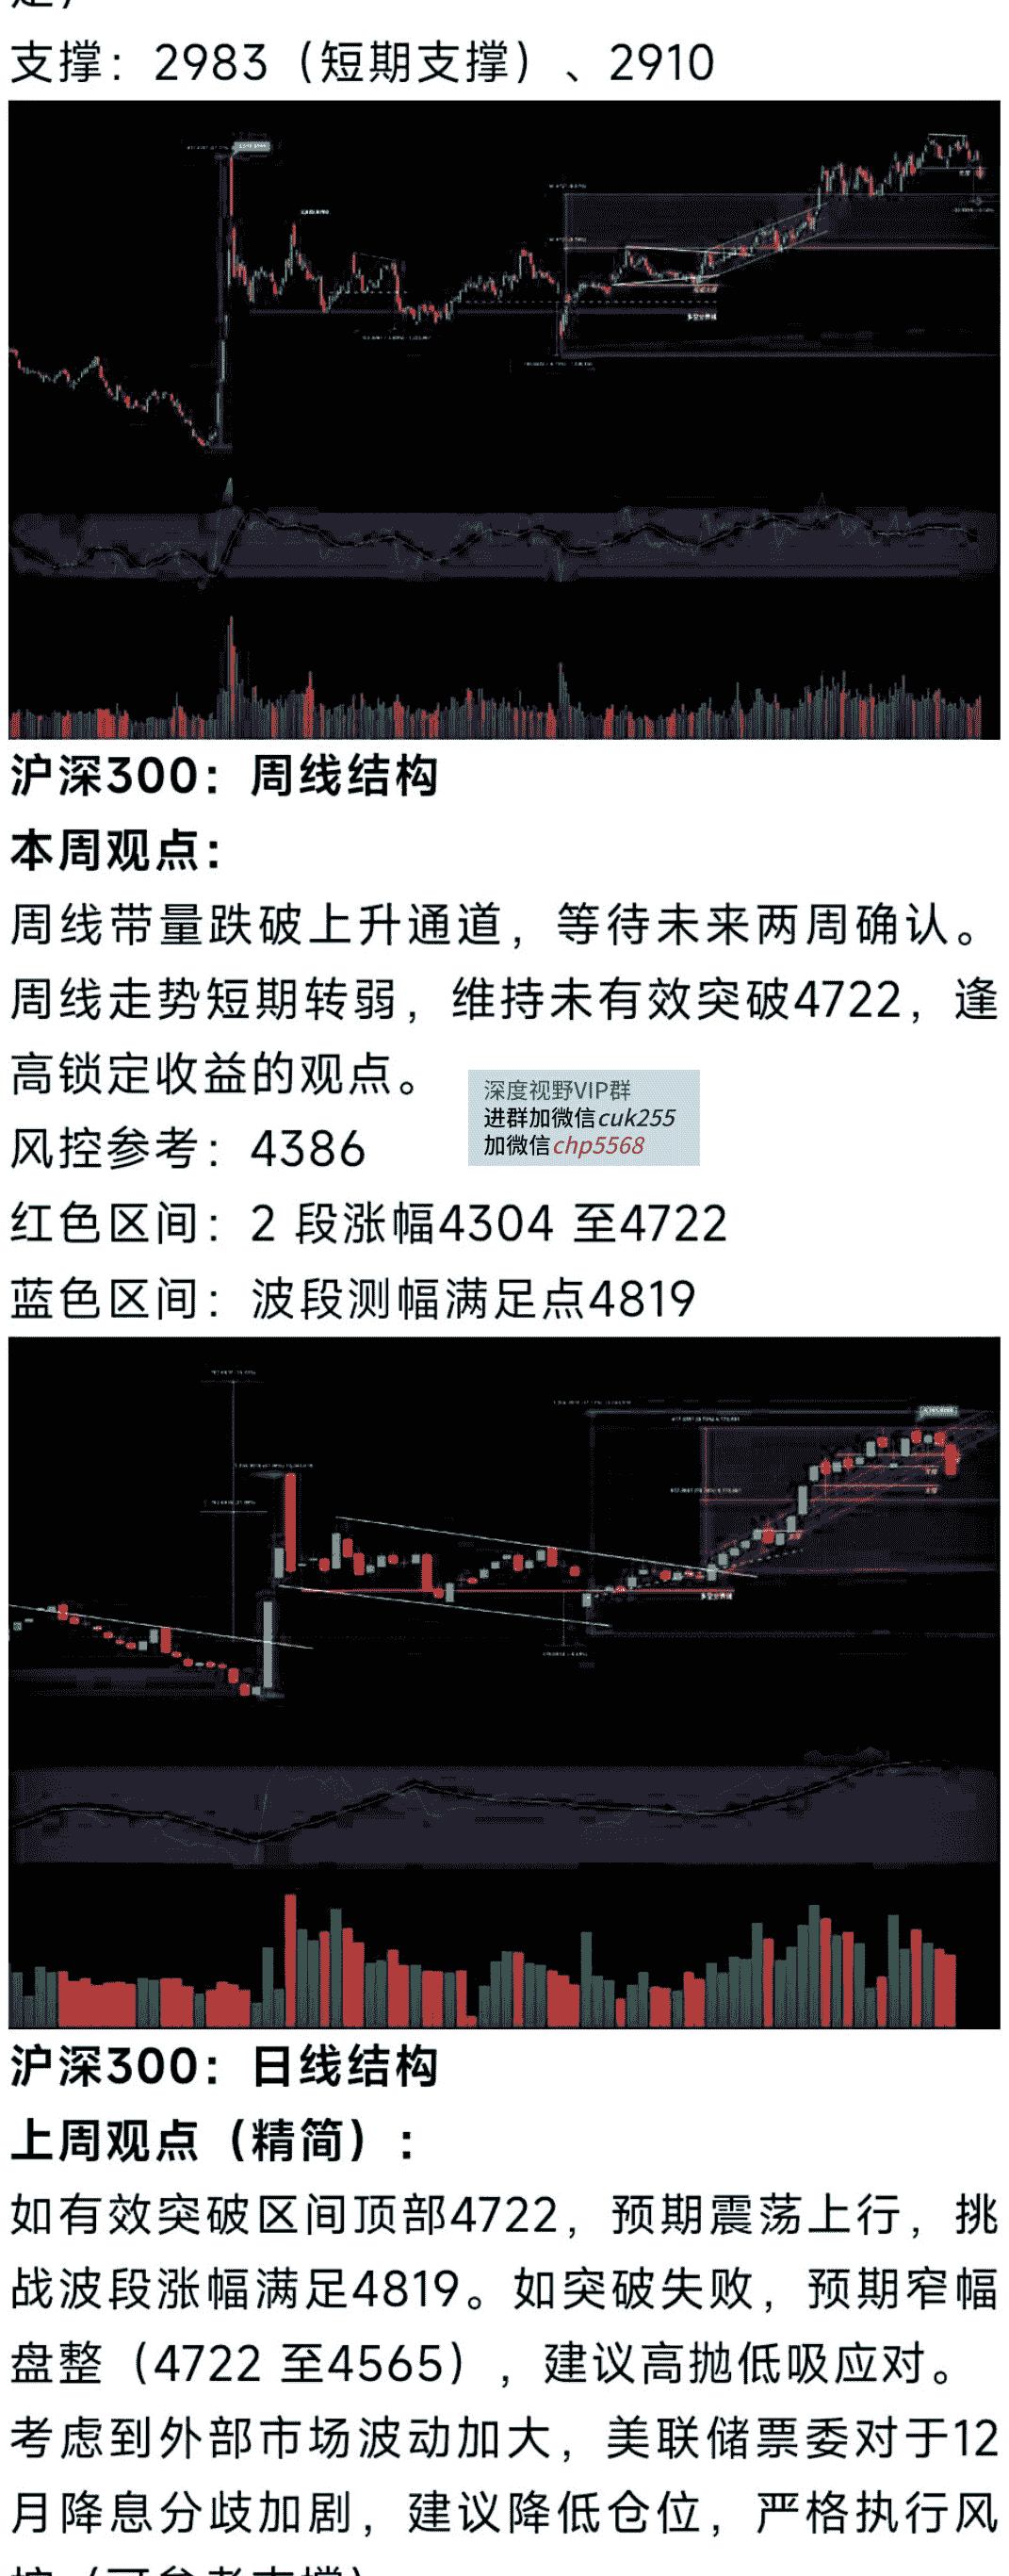 支撑：2983（短期支撑）、2910
多空分界线
沪深300：周线结构
本周观点：
周线带量跌破上升通道，等待未来两周确认。
周线走势短期转弱，维持未有效突破4722，逢
高锁定收益的观点。
深度视野VIP群
进群加微信cuk255
加微信chp5568
风控参考：4386
红色区间：2 段涨幅4304 至4722
蓝色区间：波段测幅满足点4819
多空分界线
沪深300：日线结构
上周观点（精简）：
如有效突破区间顶部4722，预期震荡上行，挑
战波段涨幅满足4819。如突破失败，预期窄幅
盘整（4722 至4565），建议高抛低吸应对。
考虑到外部市场波动加大，美联储票委对于12
月降息分歧加剧，建议降低仓位，严格执行风